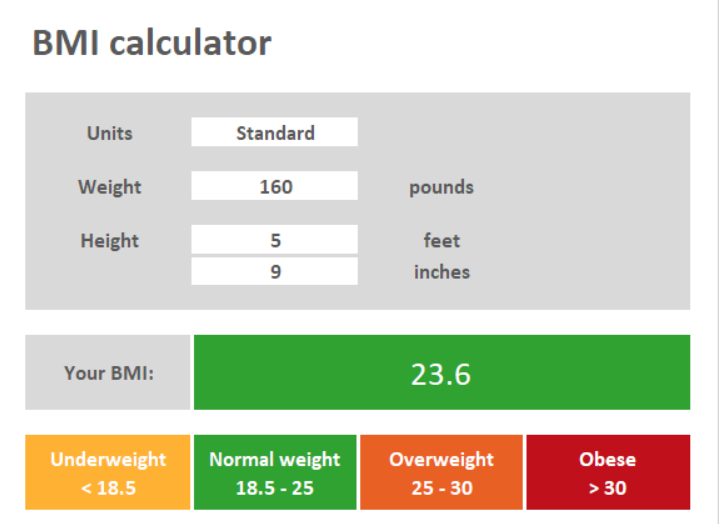 BMI calculator
Units Standard
Weight 160 pounds
Height 5 feet
9 inches
Your BMI: 23.6
Underweight Normal weight Overweight Obese
< 18.5 18.5 - 25 25 - 30 > 30